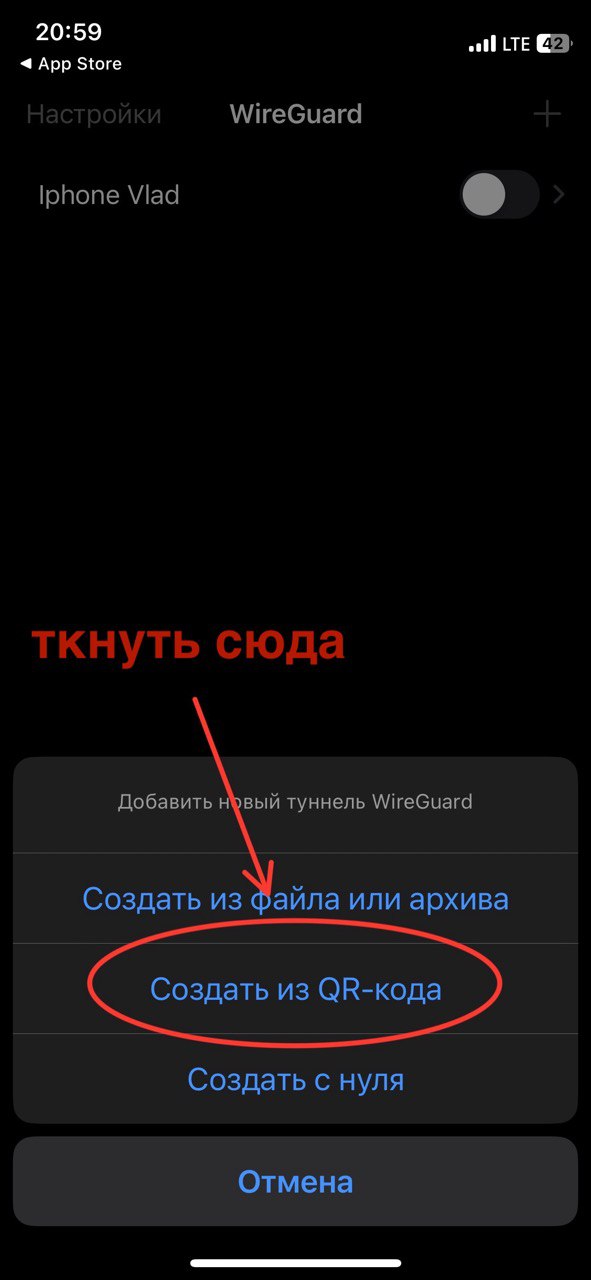 20:59
LTE 42
◀ App Store
Настройки WireGuard +
Iphone Vlad
ткнуть сюда
Добавить новый туннель WireGuard
Создать из файла или архива
Создать из QR-кода
Создать с нуля
Отмена